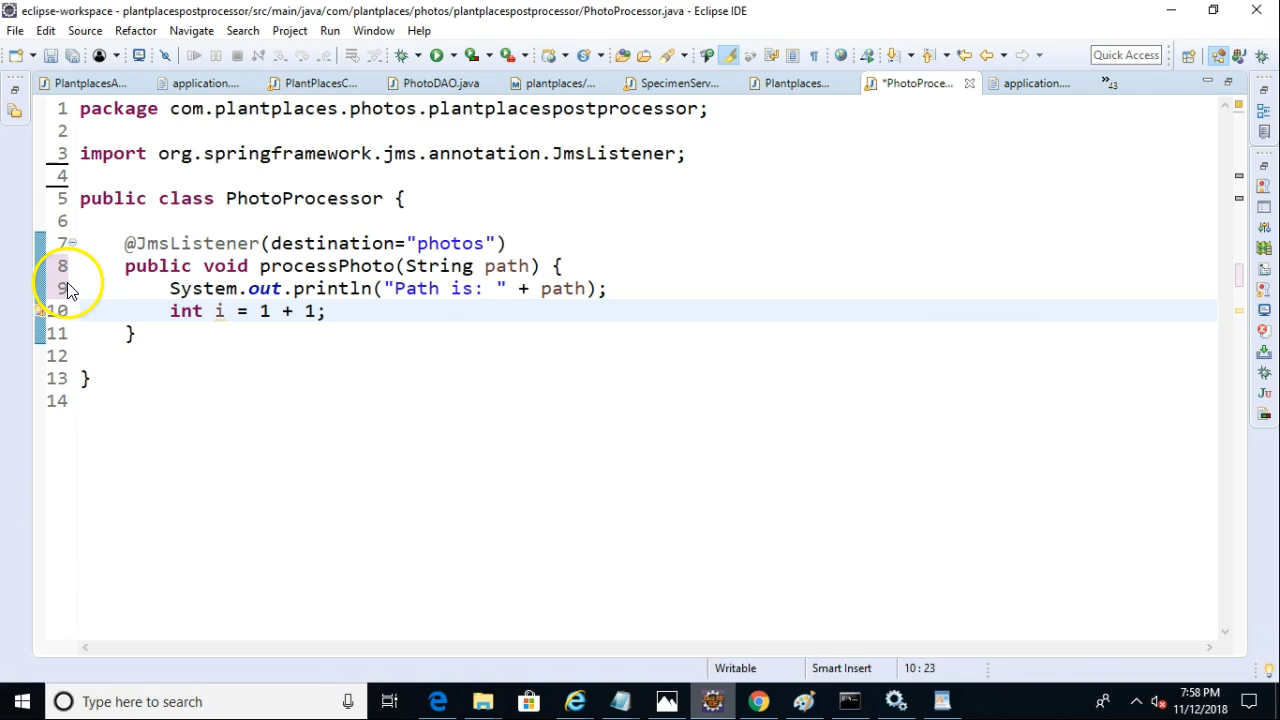 eclipse-workspace - plantplacespostprocessor/src/main/java/com/plantplaces/photos/plantplacespostprocessor/PhotoProcessor.java - Eclipse IDE
File Edit Source Refactor Navigate Search Project Run Window Help
Quick Access
PlantplacesA... application.... PlantPlacesC... PhotoDAO.java plantplaces/... SpecimenServ... Plantplaces... *PhotoProce... application.... »43
1 package com.plantplaces.photos.plantplacespostprocessor;
2
3 import org.springframework.jms.annotation.JmsListener;
4
5 public class PhotoProcessor {
6
7 @JmsListener(destination="photos")
8 public void processPhoto(String path) {
9 System.out.println("Path is: " + path);
10 int i = 1 + 1;
11 }
12
13 }
14
Writable Smart Insert 10 : 23
Type here to search
7:58 PM
11/12/2018